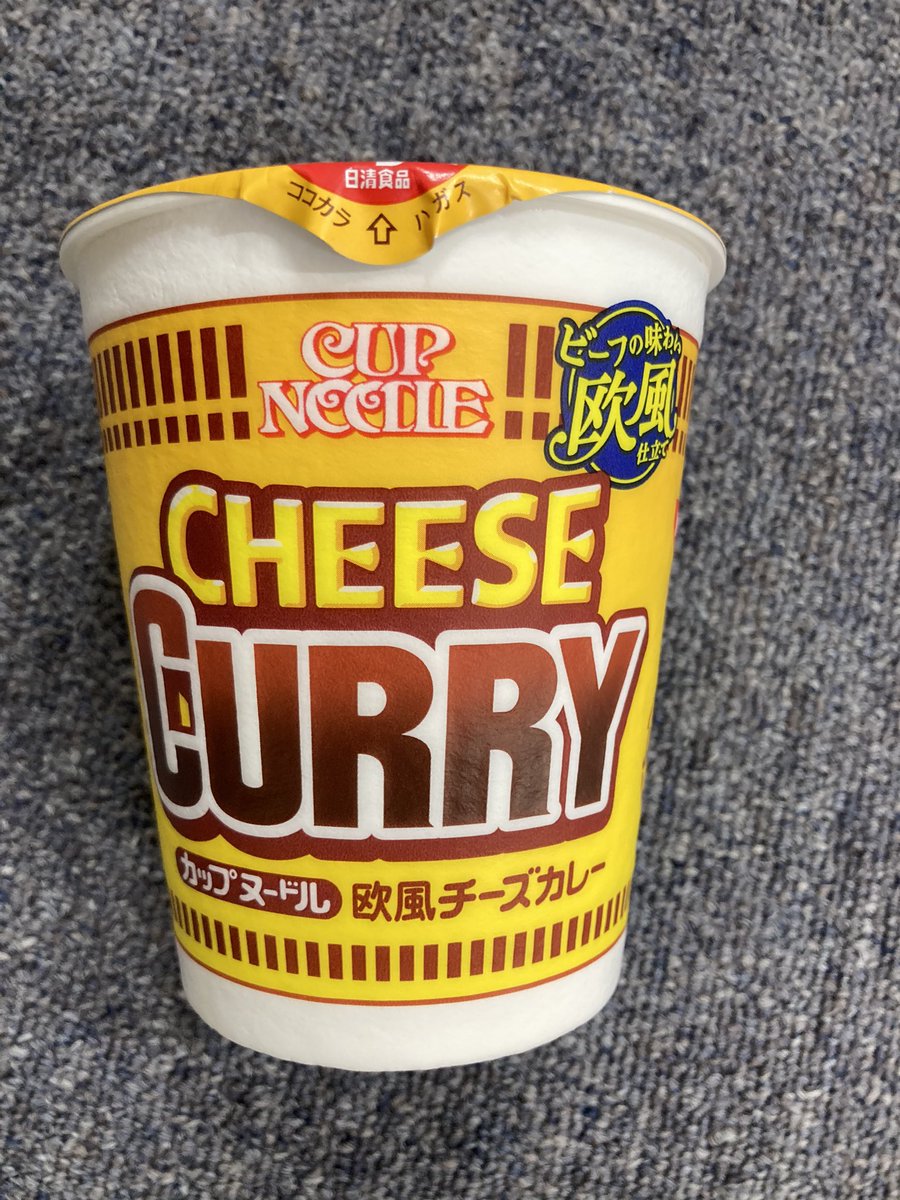 日清食品
ココカラ ⇧ ハガス
CUP
NOODLE
ビーフの味わい
欧風
仕立て
CHEESE
CURRY
カップヌードル 欧風チーズカレー